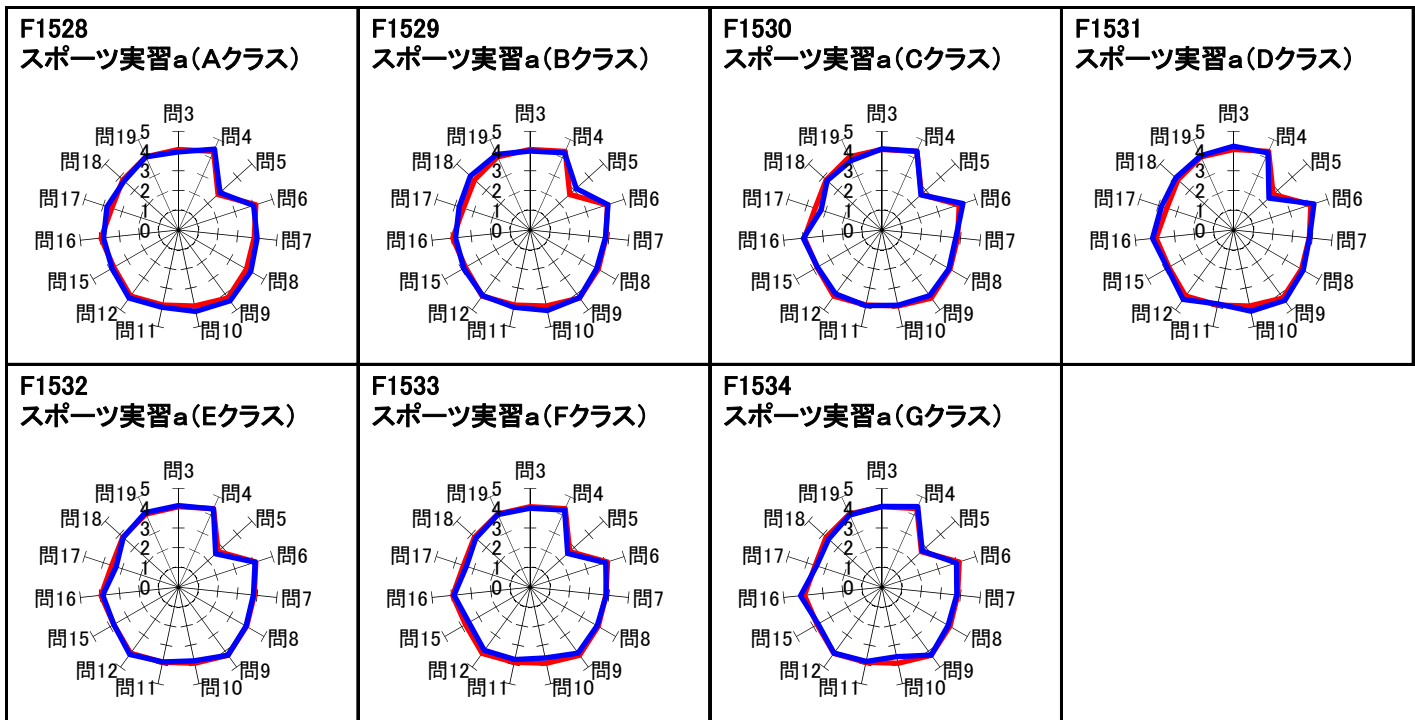 F1528
スポーツ実習a(Aクラス)
問3
問4
問5
問6
問7
問8
問9
問10
問11
問12
問15
問16
問17
問18
問19
5
4
3
2
1
0
F1529
スポーツ実習a(Bクラス)
問3
問4
問5
問6
問7
問8
問9
問10
問11
問12
問15
問16
問17
問18
問19
5
4
3
2
1
0
F1530
スポーツ実習a(Cクラス)
問3
問4
問5
問6
問7
問8
問9
問10
問11
問12
問15
問16
問17
問18
問19
5
4
3
2
1
0
F1531
スポーツ実習a(Dクラス)
問3
問4
問5
問6
問7
問8
問9
問10
問11
問12
問15
問16
問17
問18
問19
5
4
3
2
1
0
F1532
スポーツ実習a(Eクラス)
問3
問4
問5
問6
問7
問8
問9
問10
問11
問12
問15
問16
問17
問18
問19
5
4
3
2
1
0
F1533
スポーツ実習a(Fクラス)
問3
問4
問5
問6
問7
問8
問9
問10
問11
問12
問15
問16
問17
問18
問19
5
4
3
2
1
0
F1534
スポーツ実習a(Gクラス)
問3
問4
問5
問6
問7
問8
問9
問10
問11
問12
問15
問16
問17
問18
問19
5
4
3
2
1
0